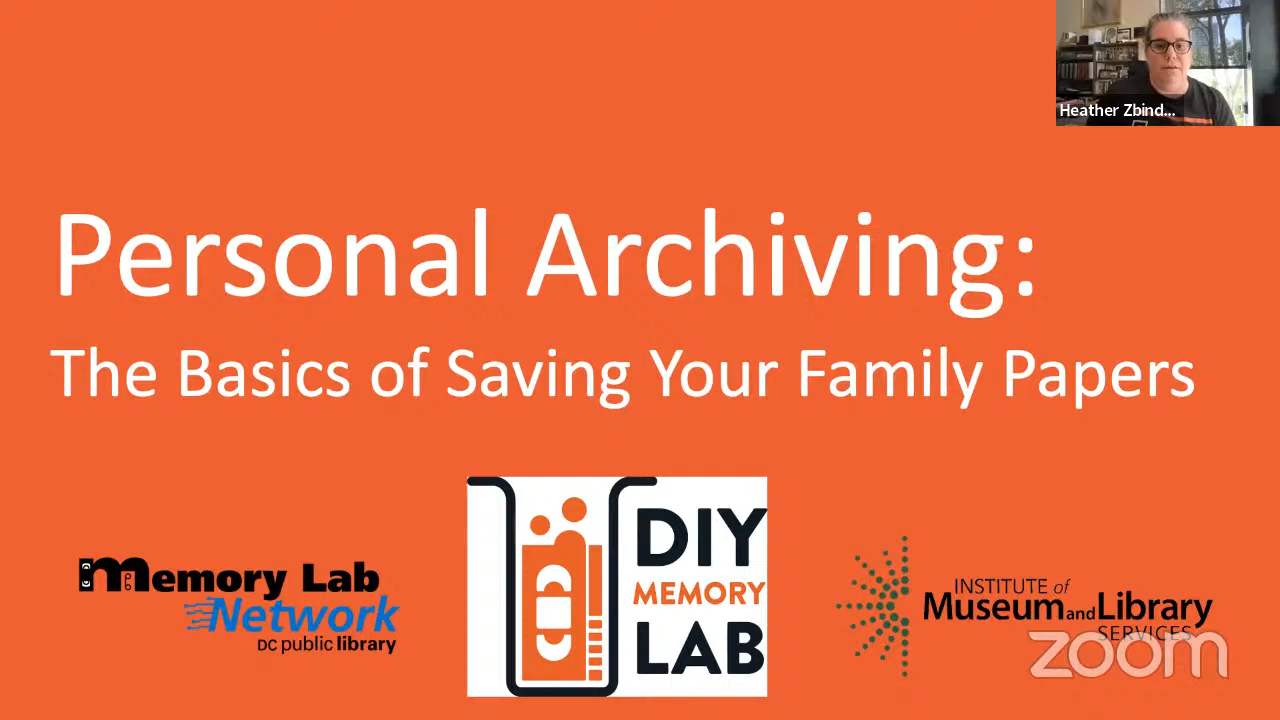 Heather Zbind...
Personal Archiving:
The Basics of Saving Your Family Papers
Memory Lab
Network
DC public library
DIY
MEMORY
LAB
INSTITUTE of
Museum and Library
SERVICES
zoom